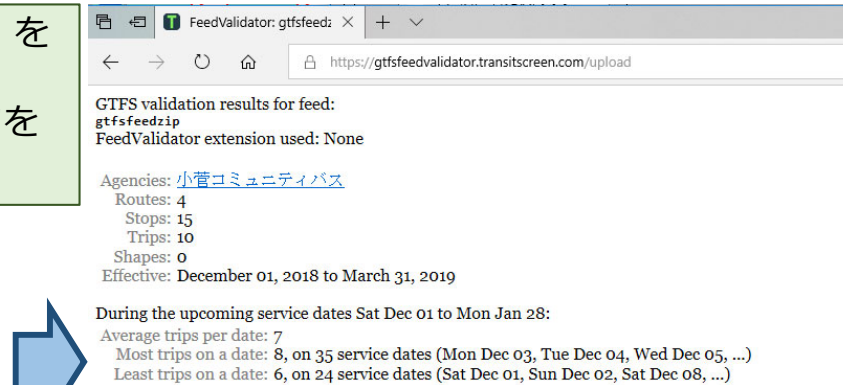 を
を
FeedValidator: gtfsfeedz
https://gtfsfeedvalidator.transitscreen.com/upload
GTFS validation results for feed:
gtfsfeedzip
FeedValidator extension used: None
Agencies: 小菅コミュニティバス
Routes: 4
Stops: 15
Trips: 10
Shapes: 0
Effective: December 01, 2018 to March 31, 2019
During the upcoming service dates Sat Dec 01 to Mon Jan 28:
Average trips per date: 7
Most trips on a date: 8, on 35 service dates (Mon Dec 03, Tue Dec 04, Wed Dec 05, ...)
Least trips on a date: 6, on 24 service dates (Sat Dec 01, Sun Dec 02, Sat Dec 08, ...)